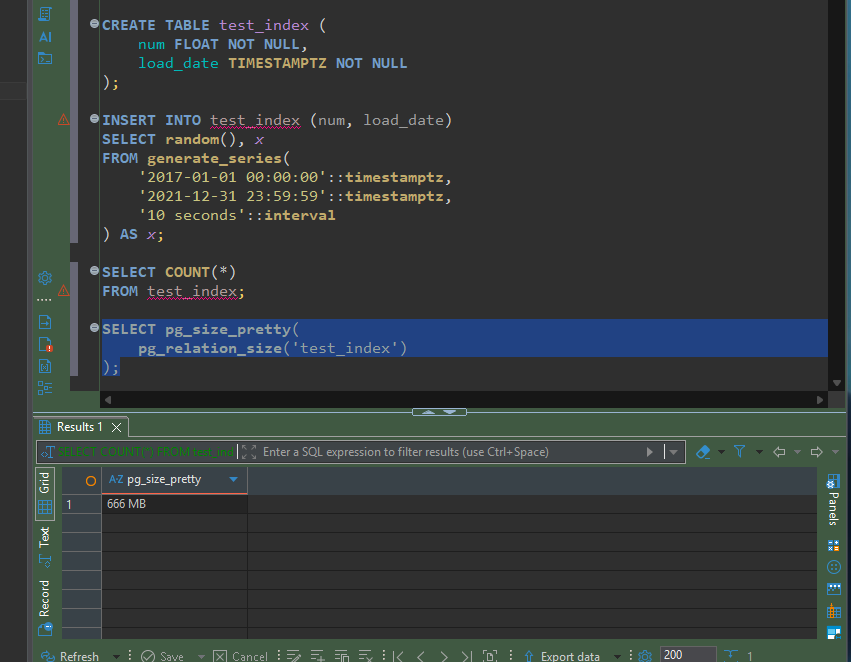 AI
CREATE TABLE test_index (
num FLOAT NOT NULL,
load_date TIMESTAMPTZ NOT NULL
);
INSERT INTO test_index (num, load_date)
SELECT random(), x
FROM generate_series(
'2017-01-01 00:00:00'::timestamptz,
'2021-12-31 23:59:59'::timestamptz,
'10 seconds'::interval
) AS x;
SELECT COUNT(*)
FROM test_index;
SELECT pg_size_pretty(
pg_relation_size('test_index')
);
Results 1
SELECT COUNT(*) FROM test_ind
Enter a SQL expression to filter results (use Ctrl+Space)
Grid
Text
Record
A-Z pg_size_pretty
1 666 MB
Panels
Refresh Save Cancel Export data 200 1